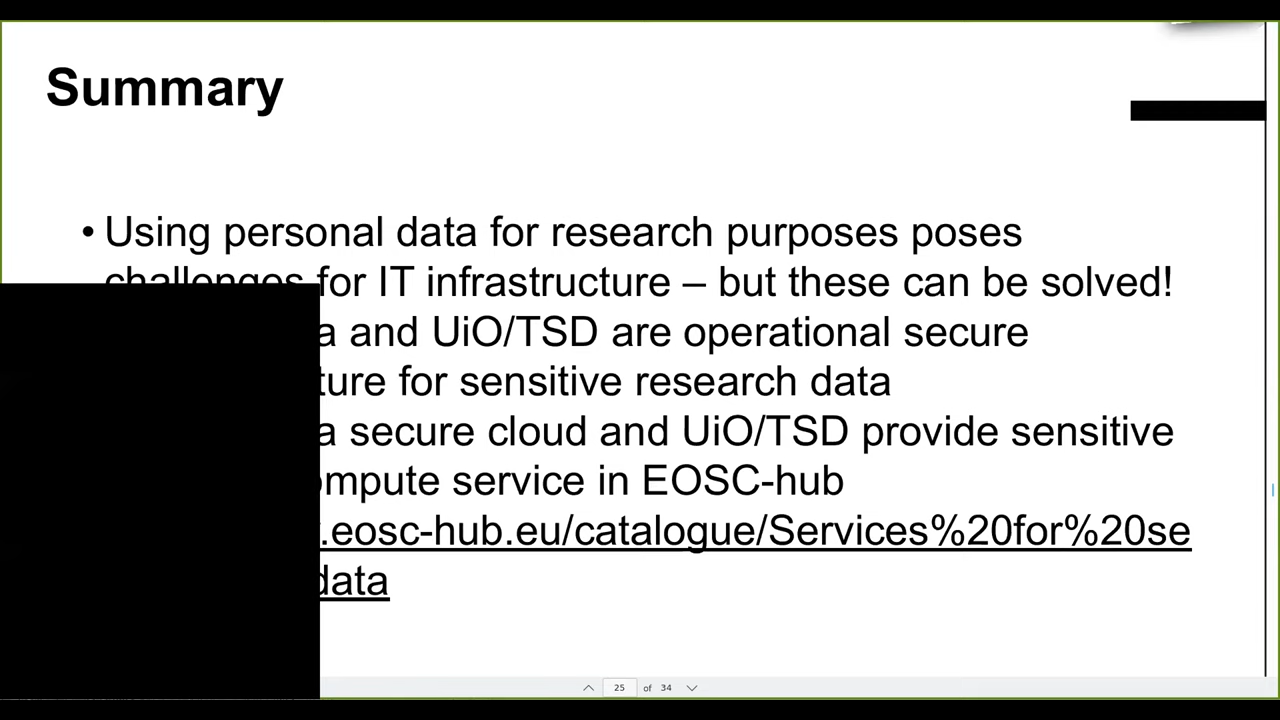 Summary
• Using personal data for research purposes poses
challenges for IT infrastructure – but these can be solved!
a and UiO/TSD are operational secure
ture for sensitive research data
a secure cloud and UiO/TSD provide sensitive
mpute service in EOSC-hub
.eosc-hub.eu/catalogue/Services%20for%20se
data
25 of 34